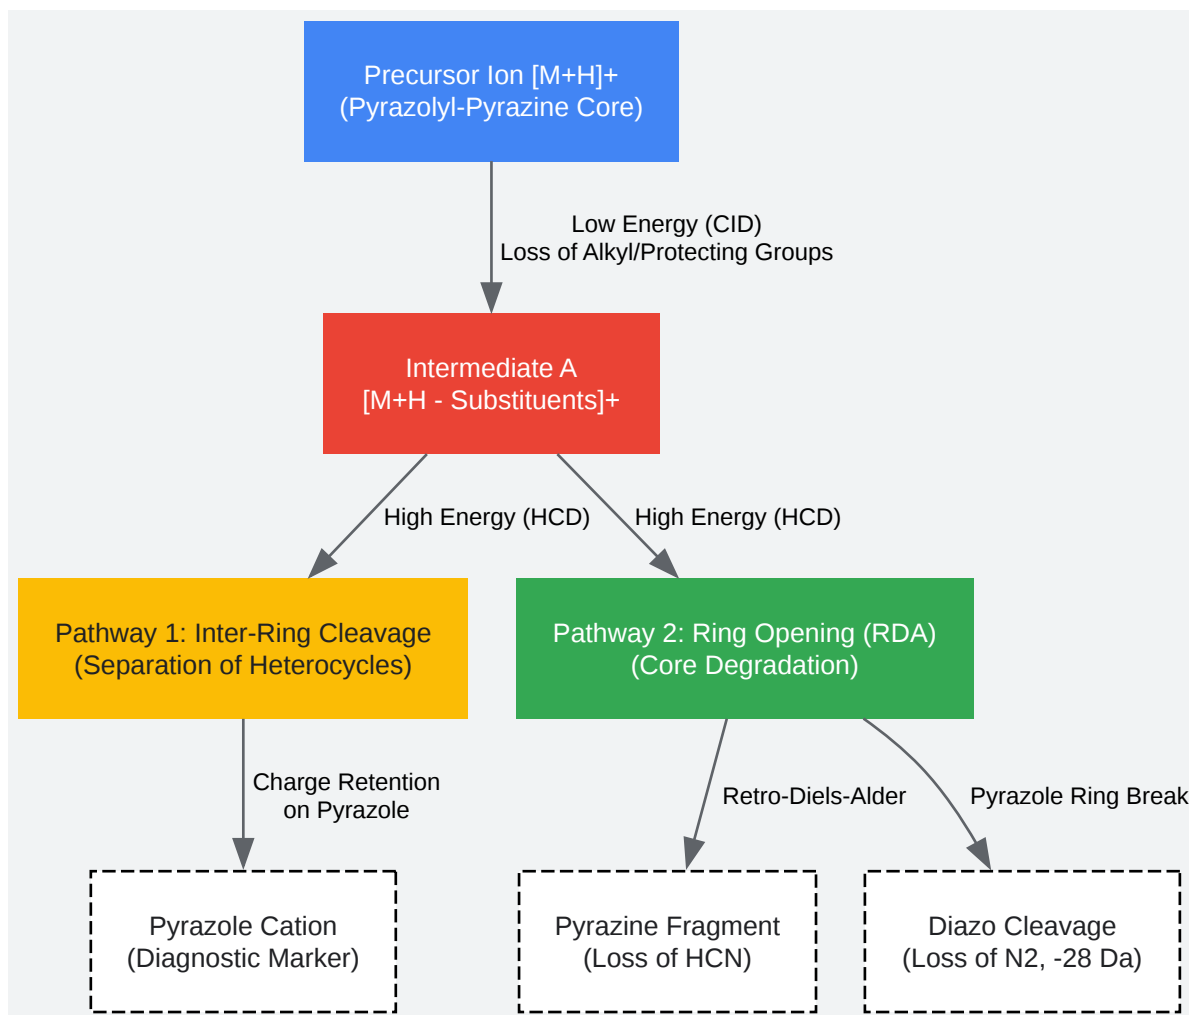 Precursor Ion [M+H]+
(Pyrazolyl-Pyrazine Core)
Low Energy (CID)
Loss of Alkyl/Protecting Groups
Intermediate A
[M+H - Substituents]+
High Energy (HCD)
High Energy (HCD)
Pathway 1: Inter-Ring Cleavage
(Separation of Heterocycles)
Pathway 2: Ring Opening (RDA)
(Core Degradation)
Charge Retention
on Pyrazole
Retro-Diels-Alder
Pyrazole Ring Break
Pyrazole Cation
(Diagnostic Marker)
Pyrazine Fragment
(Loss of HCN)
Diazo Cleavage
(Loss of N2, -28 Da)